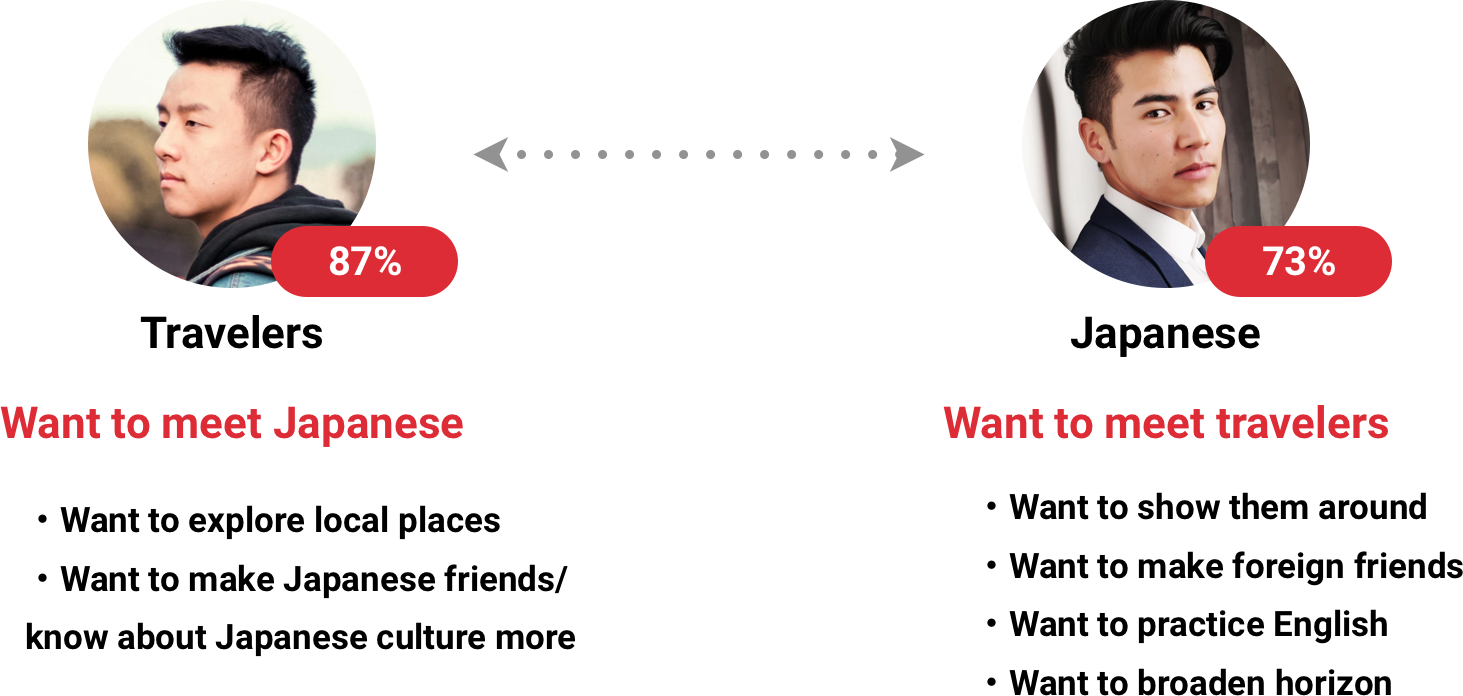 87%
Travelers
Want to meet Japanese
・Want to explore local places
・Want to make Japanese friends/
know about Japanese culture more
73%
Japanese
Want to meet travelers
・Want to show them around
・Want to make foreign friends
・Want to practice English
・Want to broaden horizon